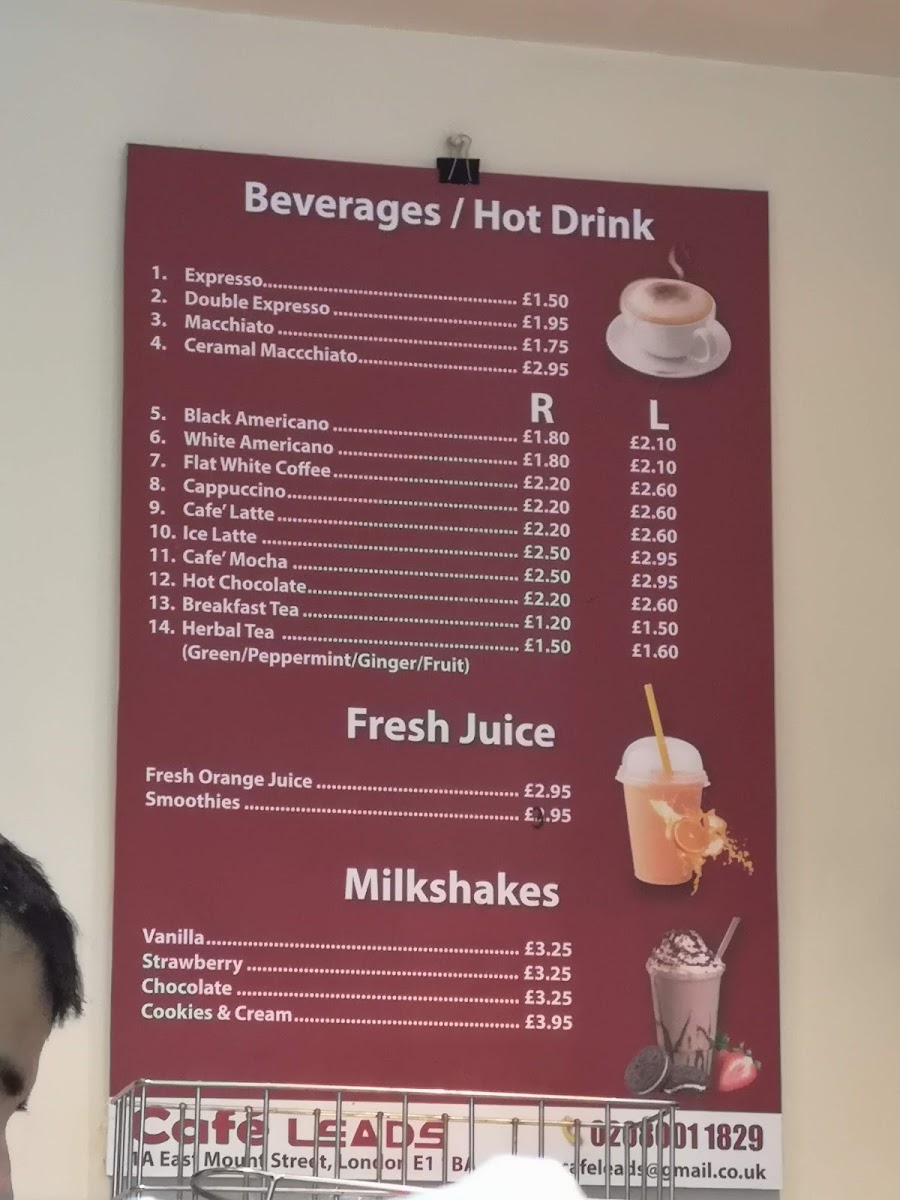 Beverages / Hot Drink
1. Expresso................................................ £1.50
2. Double Expresso ................................... £1.95
3. Macchiato ............................................. £1.75
4. Ceramal Maccchiato.............................. £2.95
R L
5. Black Americano ................................... £1.80 £2.10
6. White Americano .................................. £1.80 £2.10
7. Flat White Coffee................................... £2.20 £2.60
8. Cappuccino........................................... £2.20 £2.60
9. Cafe' Latte ............................................. £2.20 £2.60
10. Ice Latte ................................................ £2.50 £2.95
11. Cafe' Mocha .......................................... £2.50 £2.95
12. Hot Chocolate....................................... £2.20 £2.60
13. Breakfast Tea ........................................ £1.20 £1.50
14. Herbal Tea ............................................. £1.50 £1.60
(Green/Peppermint/Ginger/Fruit)
Fresh Juice
Fresh Orange Juice ...................................... £2.95
Smoothies .................................................... .95
Milkshakes
Vanilla........................................................... £3.25
Strawberry .................................................... £3.25
Chocolate ..................................................... £3.25
Cookies & Cream........................................... £3.95
Café LEADS
East Mount Street, London E1
1829
cafeleads@gmail.co.uk